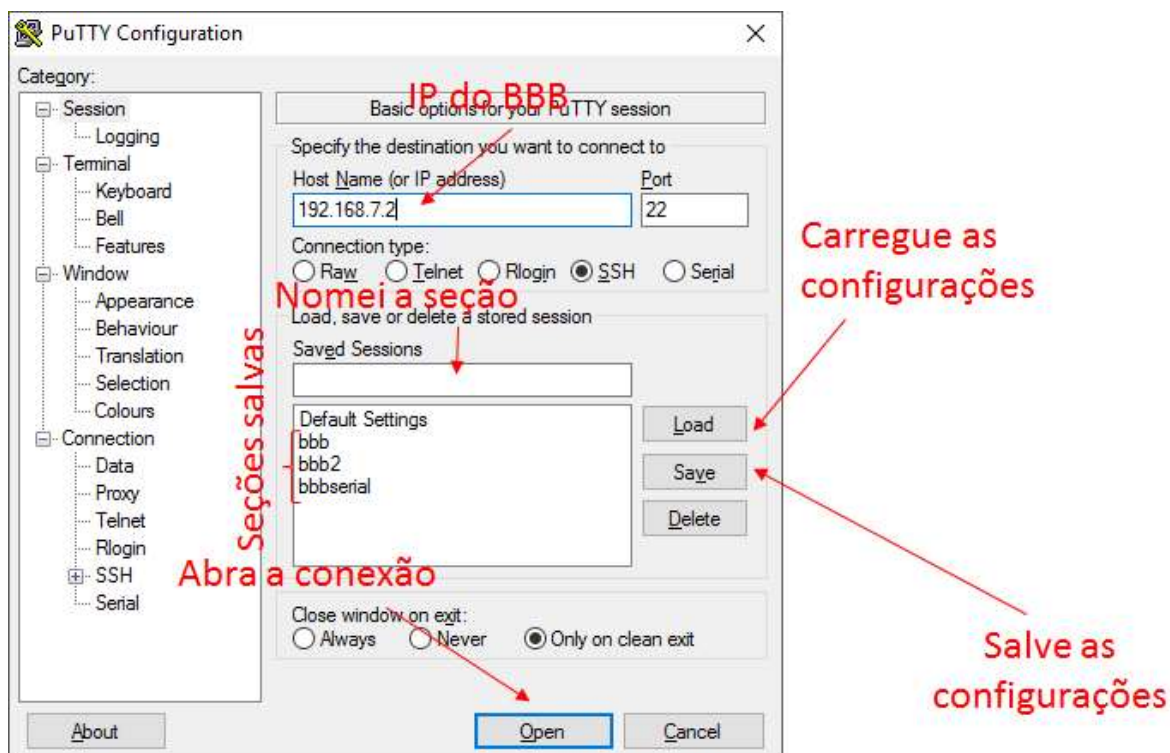 PuTTY Configuration
Category:
Session
Logging
Terminal
Keyboard
Bell
Features
Window
Appearance
Behaviour
Translation
Selection
Colours
Connection
Data
Proxy
Telnet
Rlogin
SSH
Serial
IP do BBB
Basic options for your PuTTY session
Specify the destination you want to connect to
Host Name (or IP address) Port
192.168.7.2 22
Connection type:
Raw Telnet Rlogin SSH Serial
Nomei a seção
Load, save or delete a stored session
Saved Sessions
Seções salvas
Default Settings
bbb
bbb2
bbbserial
Load
Save
Delete
Carregue as
configurações
Abra a conexão
Close window on exit:
Always Never Only on clean exit
Salve as
configurações
About Open Cancel